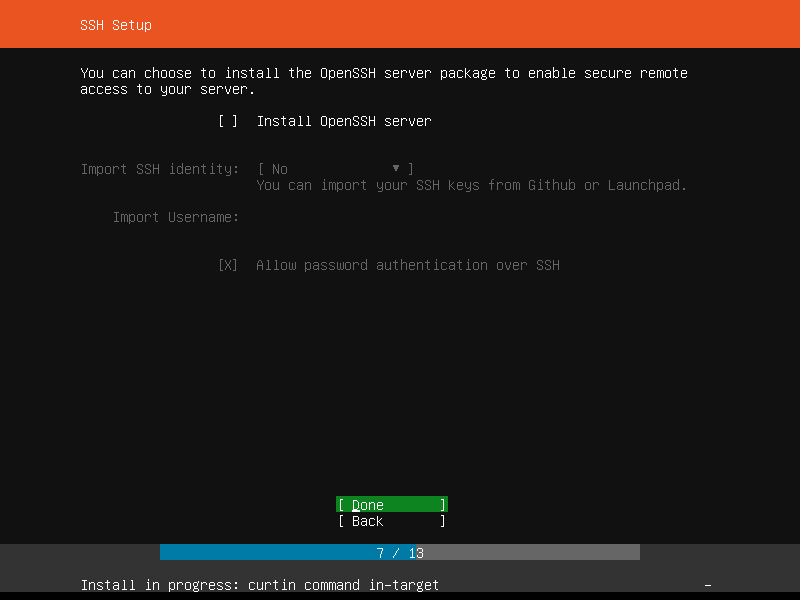 SSH Setup
You can choose to install the OpenSSH server package to enable secure remote
access to your server.
[ ] Install OpenSSH server
Import SSH identity: [ No ▼ ]
You can import your SSH keys from Github or Launchpad.
Import Username:
[X] Allow password authentication over SSH
[ Done ]
[ Back ]
7 / 13
Install in progress: curtin command in-target –